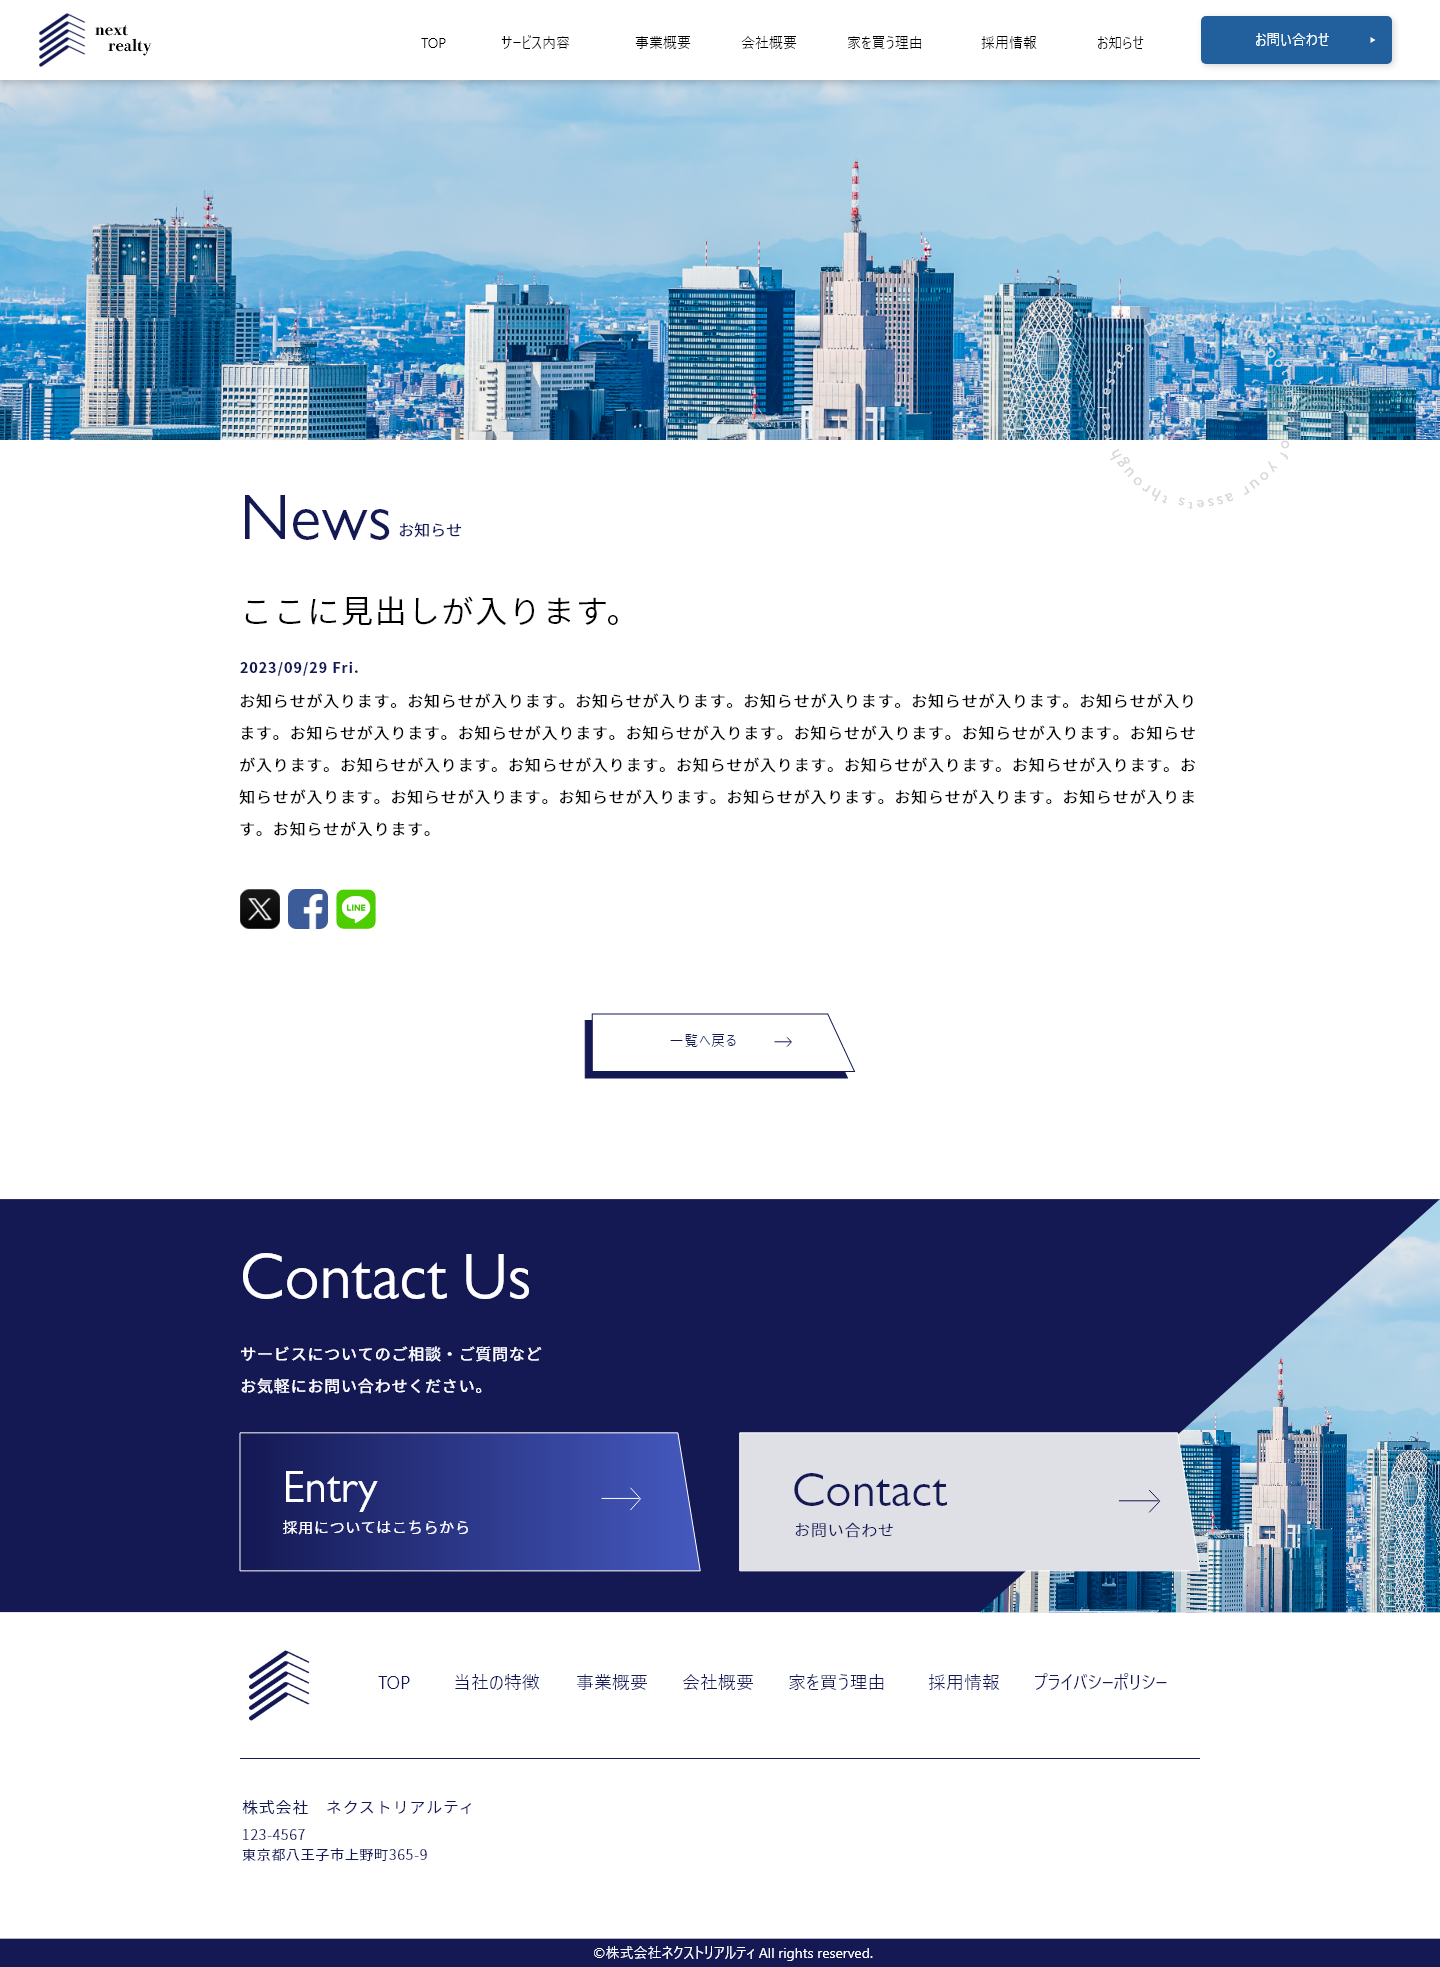 next
realty
TOP サービス内容 事業概要 会社概要 家を買う理由 採用情報 お知らせ お問い合わせ
of your assets through real estate
News お知らせ
ここに見出しが入ります。
2023/09/29 Fri.
お知らせが入ります。お知らせが入ります。お知らせが入ります。お知らせが入ります。お知らせが入ります。お知らせが入り
ます。お知らせが入ります。お知らせが入ります。お知らせが入ります。お知らせが入ります。お知らせが入ります。お知らせ
が入ります。お知らせが入ります。お知らせが入ります。お知らせが入ります。お知らせが入ります。お知らせが入ります。お
知らせが入ります。お知らせが入ります。お知らせが入ります。お知らせが入ります。お知らせが入ります。お知らせが入りま
す。お知らせが入ります。
LINE
一覧へ戻る
Contact Us
サービスについてのご相談・ご質問など
お気軽にお問い合わせください。
Entry
採用についてはこちらから
Contact
お問い合わせ
TOP 当社の特徴 事業概要 会社概要 家を買う理由 採用情報 プライバシーポリシー
株式会社　ネクストリアルティ
123-4567
東京都八王子市上野町365-9
©株式会社ネクストリアルティ All rights reserved.